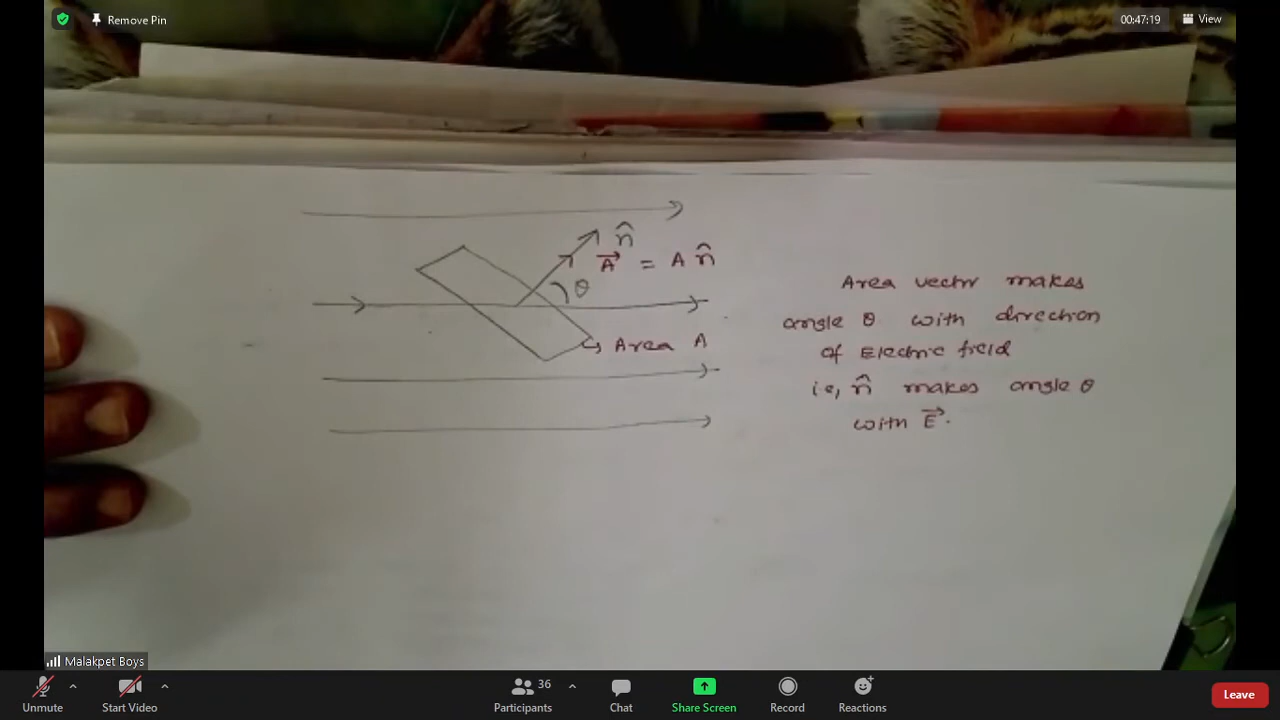 Remove Pin
00:47:19
View
n̂
A⃗ = A n̂
θ
Area A
Area vector makes
angle θ with direction
of Electric field
i.e, n̂ makes angle θ
with E⃗.
Malakpet Boys
Unmute
Start Video
36
Participants
Chat
Share Screen
Record
Reactions
Leave